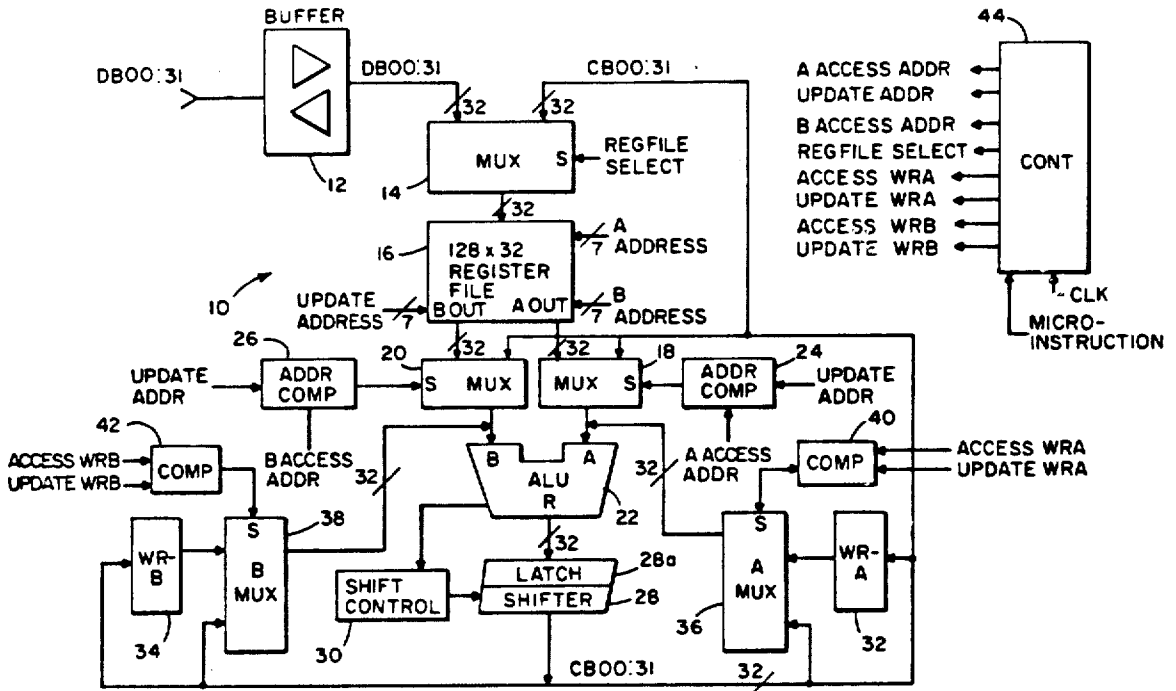 BUFFER
DB00:31
DB00:31
CB00:31
32
32
12
MUX
S
REGFILE
SELECT
14
32
16
128 x 32
REGISTER
FILE
B OUT
A OUT
A
ADDRESS
7
B
ADDRESS
7
UPDATE
ADDRESS
7
10
32
32
44
A ACCESS ADDR
UPDATE ADDR
B ACCESS ADDR
REGFILE SELECT
ACCESS WRA
UPDATE WRA
ACCESS WRB
UPDATE WRB
CONT
CLK
MICRO-
INSTRUCTION
26
UPDATE
ADDR
ADDR
COMP
20
S
MUX
MUX
S
18
ADDR
COMP
24
UPDATE
ADDR
42
ACCESS WRB
UPDATE WRB
COMP
B ACCESS
ADDR
32
B
A
ALU
R
22
32
A ACCESS
ADDR
40
COMP
ACCESS WRA
UPDATE WRA
WR-
B
34
S
B
MUX
38
SHIFT
CONTROL
30
32
LATCH
28a
SHIFTER
28
S
A
MUX
36
WR-
A
32
CB00:31
32